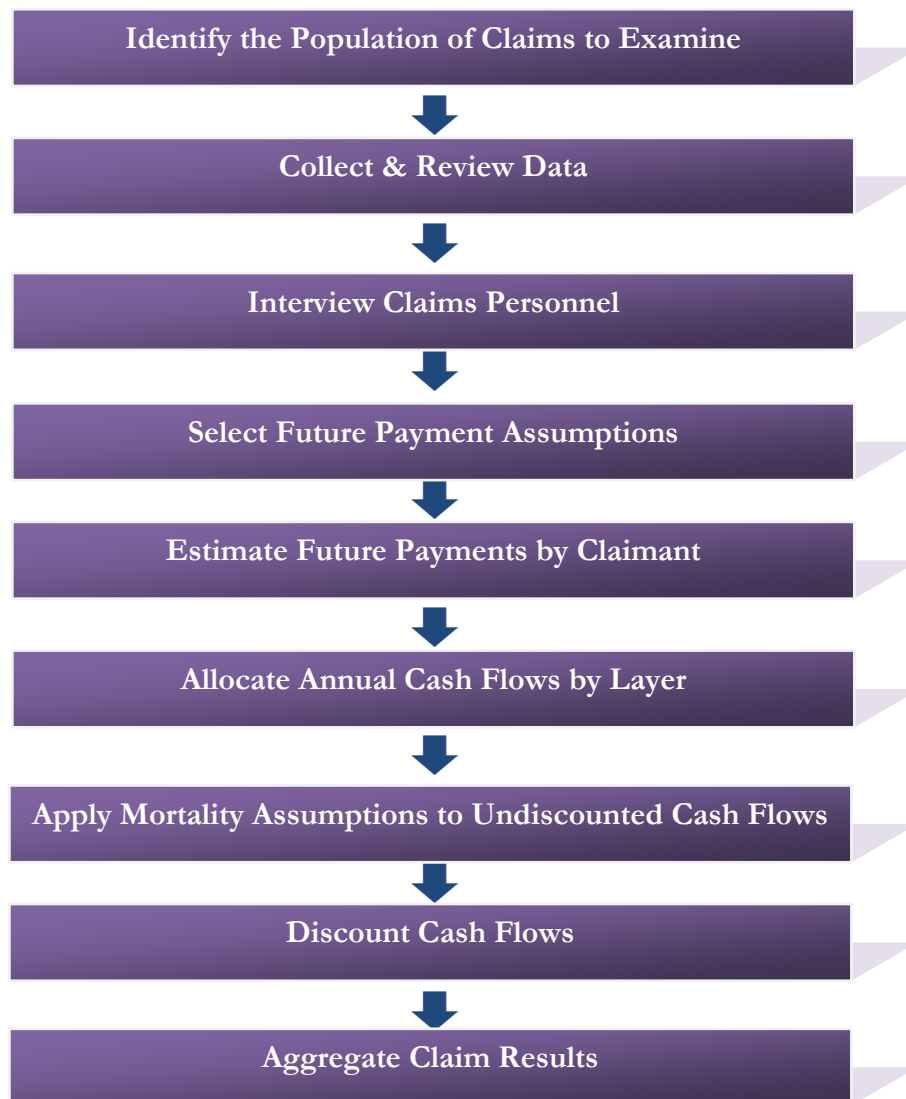 Identify the Population of Claims to Examine
Collect & Review Data
Interview Claims Personnel
Select Future Payment Assumptions
Estimate Future Payments by Claimant
Allocate Annual Cash Flows by Layer
Apply Mortality Assumptions to Undiscounted Cash Flows
Discount Cash Flows
Aggregate Claim Results